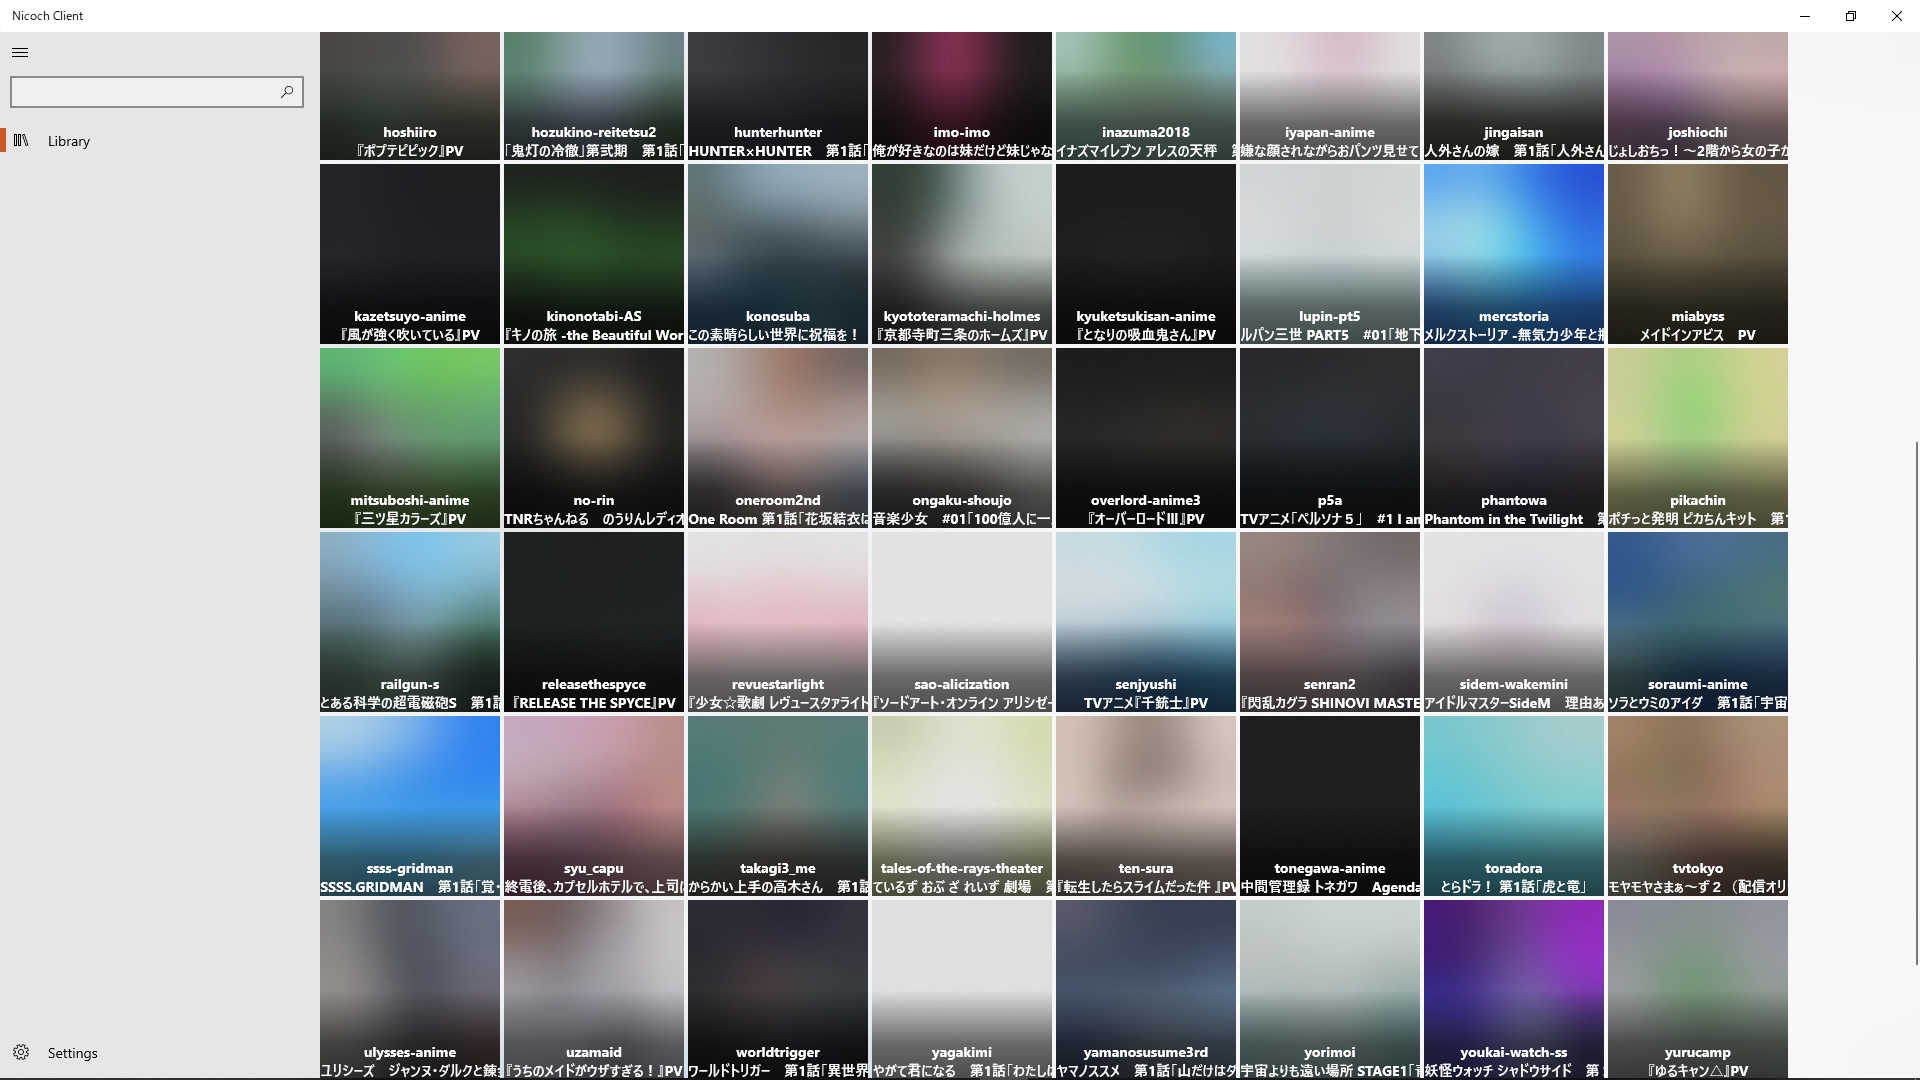 Nicoch Client
Library
hoshiiro
『ポプテピピック』PV
hozukino-reitetsu2
「鬼灯の冷徹」第弐期　第1話「
hunterhunter
HUNTER×HUNTER　第1話「
imo-imo
俺が好きなのは妹だけど妹じゃな
inazuma2018
イナズマイレブン アレスの天秤
iyapan-anime
嫌な顔されながらおパンツ見せて
jingaisan
人外さんの嫁　第1話「人外さん
joshiochi
じょしおちっ！～2階から女の子が
kazetsuyo-anime
『風が強く吹いている』PV
kinonotabi-AS
『キノの旅 -the Beautiful Wor
konosuba
この素晴らしい世界に祝福を！
kyototeramachi-holmes
『京都寺町三条のホームズ』PV
kyuketsukisan-anime
『となりの吸血鬼さん』PV
lupin-pt5
ルパン三世 PART5　#01「地下
mercstoria
メルクストーリア -無気力少年と
miabyss
メイドインアビス　PV
mitsuboshi-anime
『三ツ星カラーズ』PV
no-rin
TNRちゃんねる　のうりんレディオ
oneroom2nd
One Room 第1話「花坂結衣は
ongaku-shoujo
音楽少女　#01「100億人に一
overlord-anime3
『オーバーロードⅢ』PV
p5a
TVアニメ「ペルソナ５」　#1 I am
phantowa
Phantom in the Twilight
pikachin
ポチっと発明 ピカちんキット　第1
railgun-s
とある科学の超電磁砲S　第1話
releasethespyce
『RELEASE THE SPYCE』PV
revuestarlight
『少女☆歌劇 レヴュースタァライト
sao-alicization
『ソードアート・オンライン アリシゼー
senjyushi
TVアニメ『千銃士』PV
senran2
『閃乱カグラ SHINOVI MASTE
sidem-wakemini
アイドルマスターSideM　理由あ
soraumi-anime
ソラとウミのアイダ　第1話「宇宙
ssss-gridman
SSSS.GRIDMAN　第1話「覚・
syu_capu
終電後、カプセルホテルで、上司に
takagi3_me
からかい上手の高木さん　第1話
tales-of-the-rays-theater
ているず おぶ ざ れいず 劇場　第
ten-sura
『転生したらスライムだった件 』PV
tonegawa-anime
中間管理録 トネガワ　Agenda
toradora
とらドラ！ 第1話「虎と竜」
tvtokyo
モヤモヤさまぁ～ず２ （配信オリ
ulysses-anime
ユリシーズ　ジャンヌ・ダルクと錬金
uzamaid
『うちのメイドがウザすぎる！』PV
worldtrigger
ワールドトリガー　第1話「異世界
yagakimi
やがて君になる　第1話「わたしは
yamanosusume3rd
ヤマノススメ　第1話「山だけはダ
yorimoi
宇宙よりも遠い場所 STAGE1「青
youkai-watch-ss
妖怪ウォッチ シャドウサイド　第1
yurucamp
『ゆるキャン△』PV
Settings